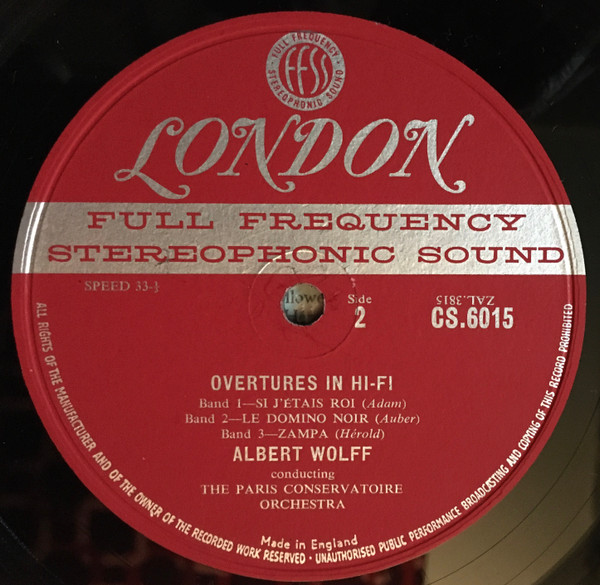 FULL FREQUENCY
FFSS
STEREOPHONIC SOUND
LONDON
FULL FREQUENCY
STEREOPHONIC SOUND
SPEED 33-⅓
Side
2
CS.6015
ZAL.3815
OVERTURES IN HI-FI
Band 1—SI J'ÉTAIS ROI (Adam)
Band 2—LE DOMINO NOIR (Auber)
Band 3—ZAMPA (Hérold)
ALBERT WOLFF
conducting
THE PARIS CONSERVATOIRE
ORCHESTRA
Made in England
ALL RIGHTS OF THE MANUFACTURER AND OF THE OWNER OF THE RECORDED WORK RESERVED · UNAUTHORISED PUBLIC PERFORMANCE BROADCASTING AND COPYING OF THIS RECORD PROHIBITED